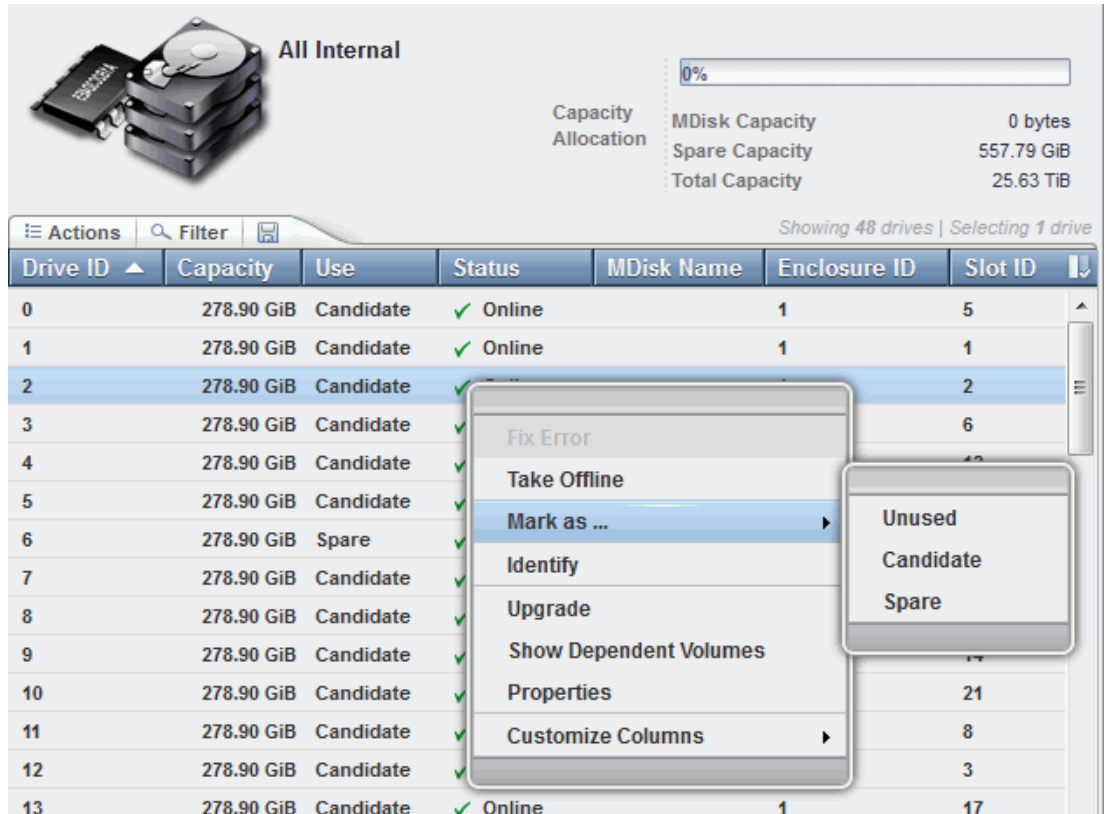 All Internal
0%
Capacity Allocation
MDisk Capacity 0 bytes
Spare Capacity 557.79 GiB
Total Capacity 25.63 TiB
Actions Filter
Showing 48 drives | Selecting 1 drive
Drive ID Capacity Use Status MDisk Name Enclosure ID Slot ID
0 278.90 GiB Candidate Online 1 5
1 278.90 GiB Candidate Online 1 1
2 278.90 GiB Candidate 2
3 278.90 GiB Candidate 6
4 278.90 GiB Candidate
5 278.90 GiB Candidate
6 278.90 GiB Spare
7 278.90 GiB Candidate
8 278.90 GiB Candidate
9 278.90 GiB Candidate
10 278.90 GiB Candidate 21
11 278.90 GiB Candidate 8
12 278.90 GiB Candidate 3
13 278.90 GiB Candidate Online 1 17
Fix Error
Take Offline
Mark as ...
Identify
Upgrade
Show Dependent Volumes
Properties
Customize Columns
Unused
Candidate
Spare